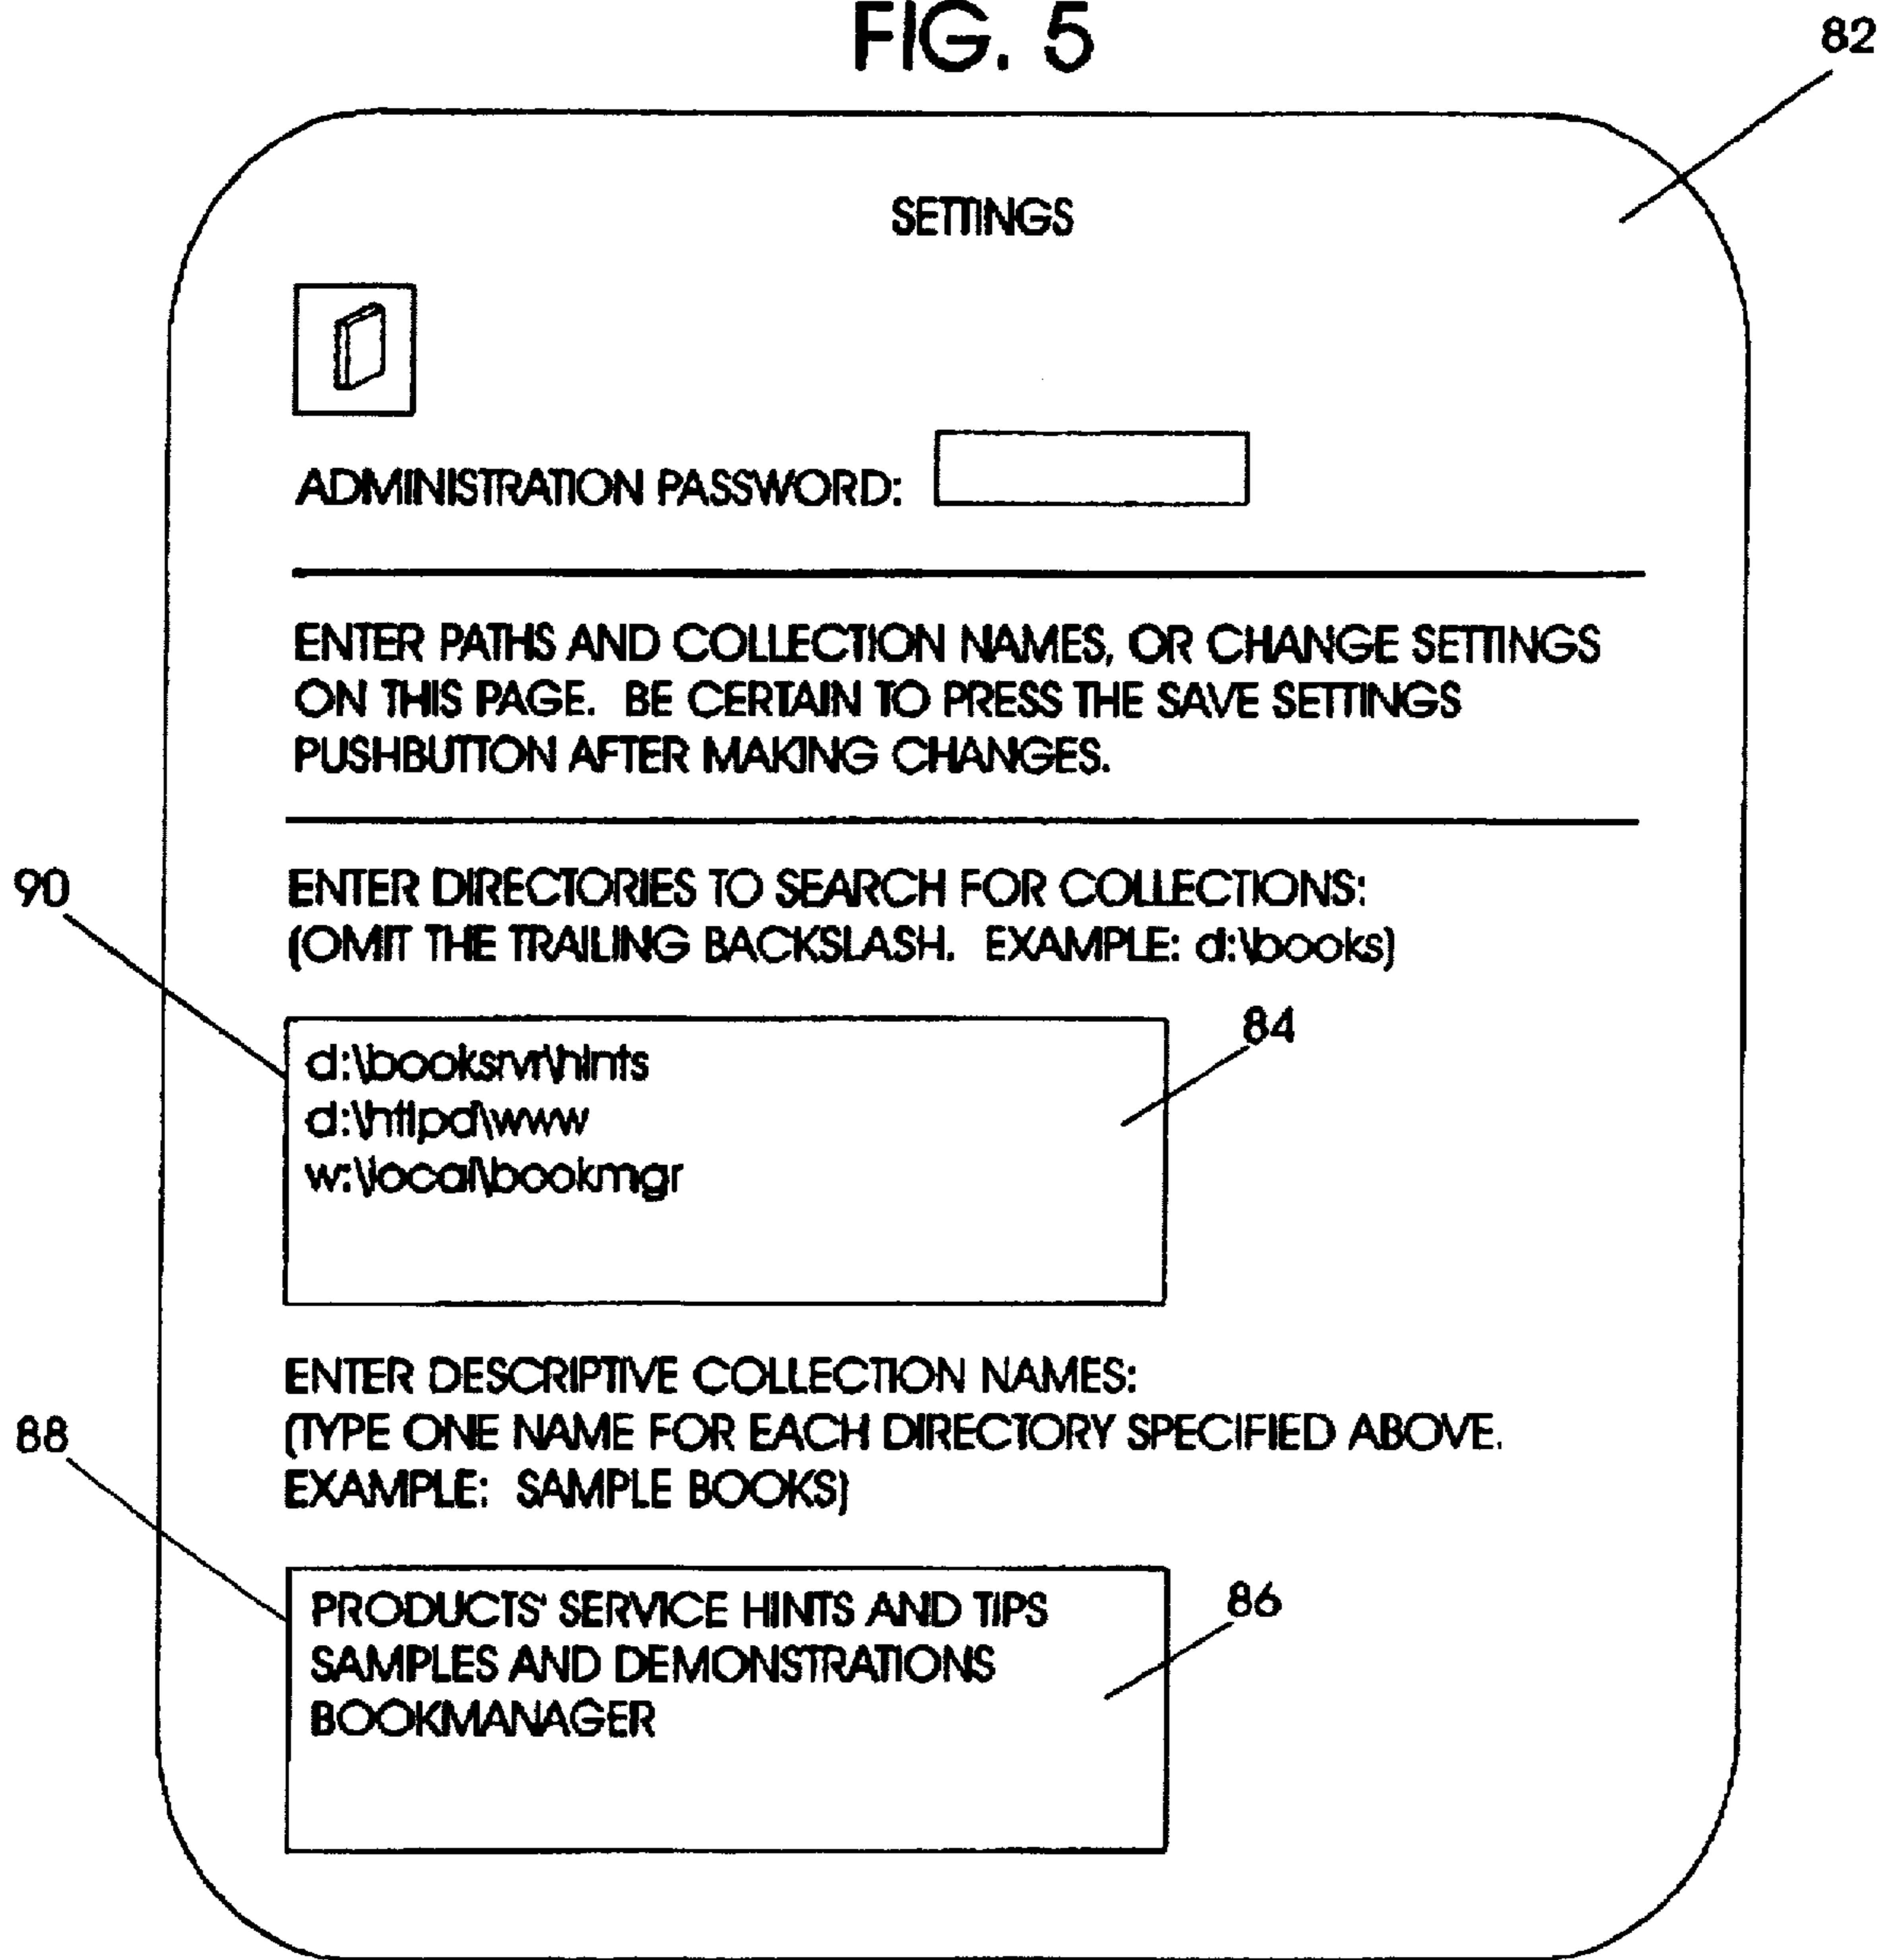 FIG. 5
82
SETTINGS
ADMINISTRATION PASSWORD:
ENTER PATHS AND COLLECTION NAMES, OR CHANGE SETTINGS
ON THIS PAGE. BE CERTAIN TO PRESS THE SAVE SETTINGS
PUSHBUTTON AFTER MAKING CHANGES.
90
ENTER DIRECTORIES TO SEARCH FOR COLLECTIONS:
(OMIT THE TRAILING BACKSLASH. EXAMPLE: d:\books)
84
d:\booksrvr\hints
d:\httpd\www
w:\local\bookmgr
ENTER DESCRIPTIVE COLLECTION NAMES:
88
(TYPE ONE NAME FOR EACH DIRECTORY SPECIFIED ABOVE.
EXAMPLE: SAMPLE BOOKS)
86
PRODUCTS' SERVICE HINTS AND TIPS
SAMPLES AND DEMONSTRATIONS
BOOKMANAGER